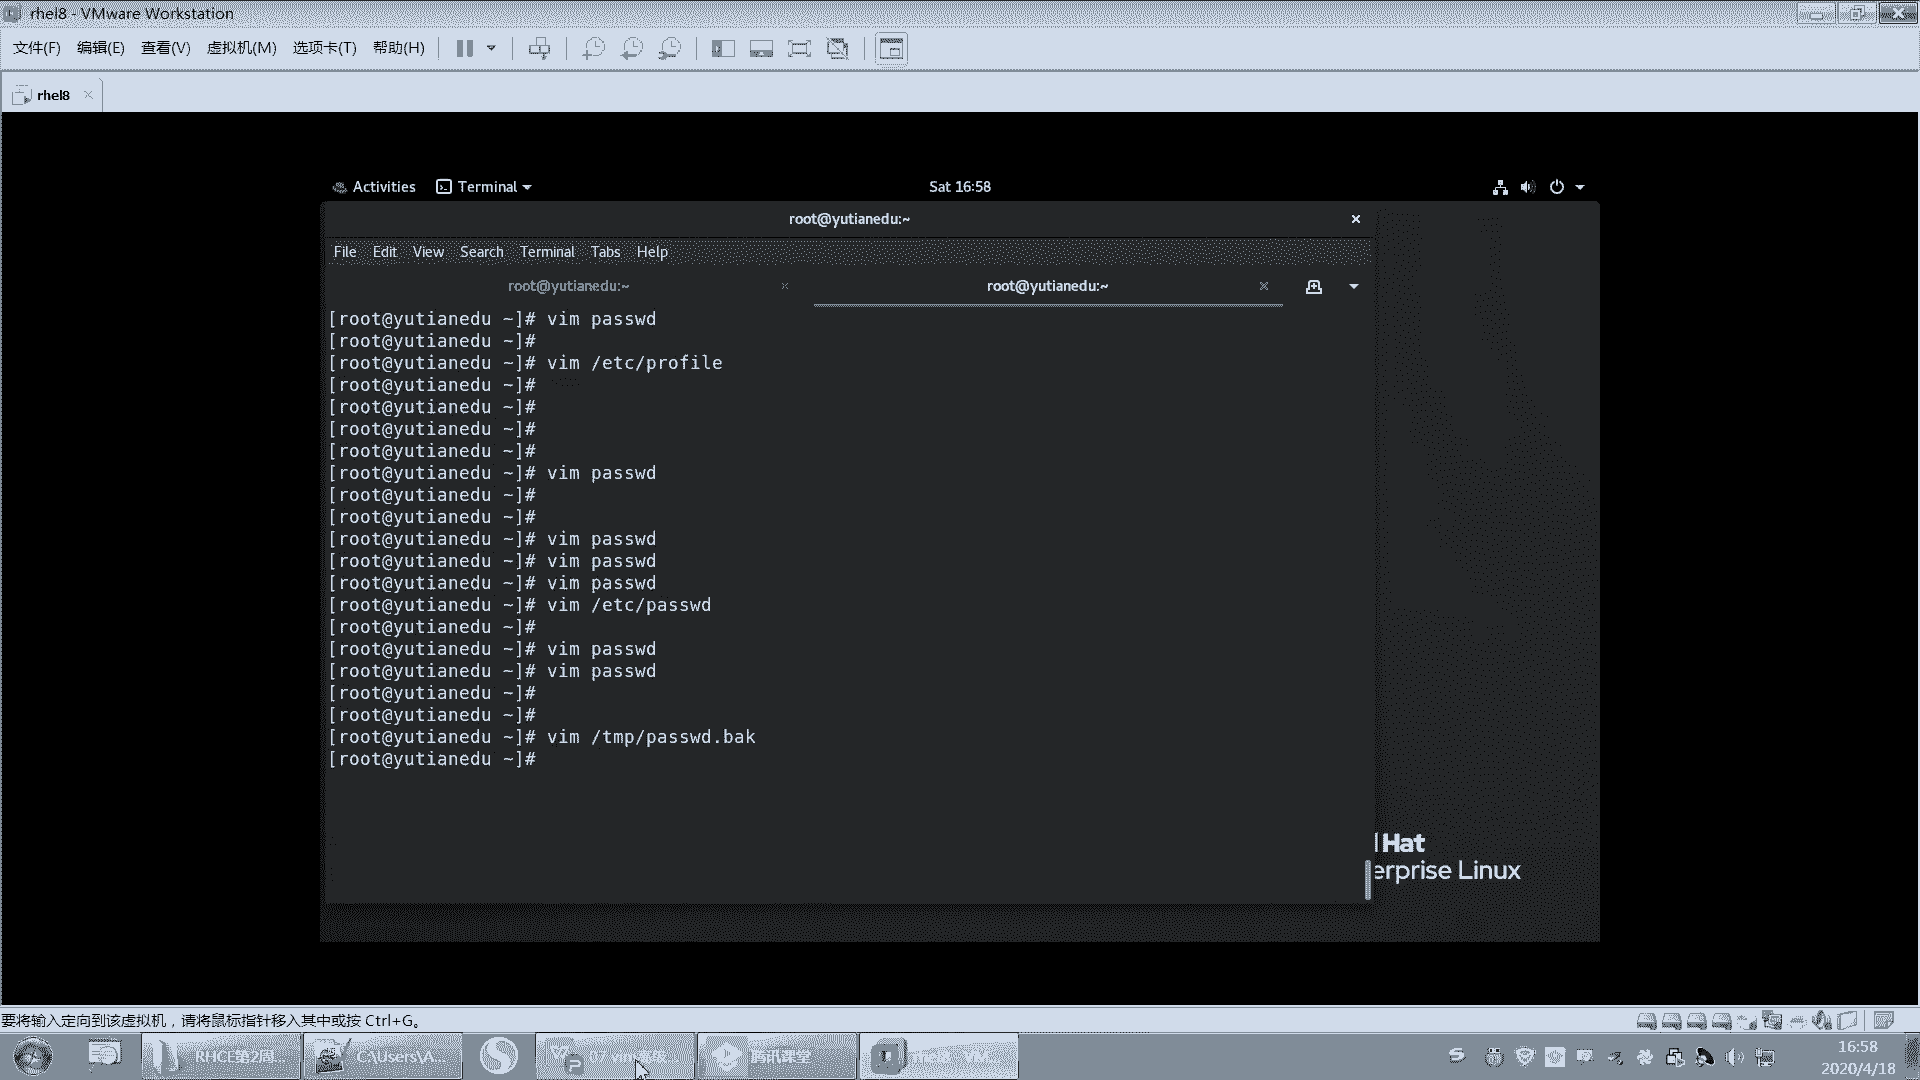 rhel8 - VMware Workstation
文件(F) 编辑(E) 查看(V) 虚拟机(M) 选项卡(T) 帮助(H)
rhel8
Activities Terminal Sat 16:58
root@yutianedu:~
File Edit View Search Terminal Tabs Help
root@yutianedu:~ root@yutianedu:~
[root@yutianedu ~]# vim passwd
[root@yutianedu ~]#
[root@yutianedu ~]# vim /etc/profile
[root@yutianedu ~]#
[root@yutianedu ~]#
[root@yutianedu ~]#
[root@yutianedu ~]#
[root@yutianedu ~]# vim passwd
[root@yutianedu ~]#
[root@yutianedu ~]#
[root@yutianedu ~]# vim passwd
[root@yutianedu ~]# vim passwd
[root@yutianedu ~]# vim passwd
[root@yutianedu ~]# vim /etc/passwd
[root@yutianedu ~]#
[root@yutianedu ~]# vim passwd
[root@yutianedu ~]# vim passwd
[root@yutianedu ~]#
[root@yutianedu ~]#
[root@yutianedu ~]# vim /tmp/passwd.bak
[root@yutianedu ~]#
Hat
erprise Linux
要将输入定向到该虚拟机，请将鼠标指针移入其中或按 Ctrl+G。
RHCE第2周... C:\Users\A... 07 vim 腾讯课堂 rhel8 - VM... 16:58
2020/4/18